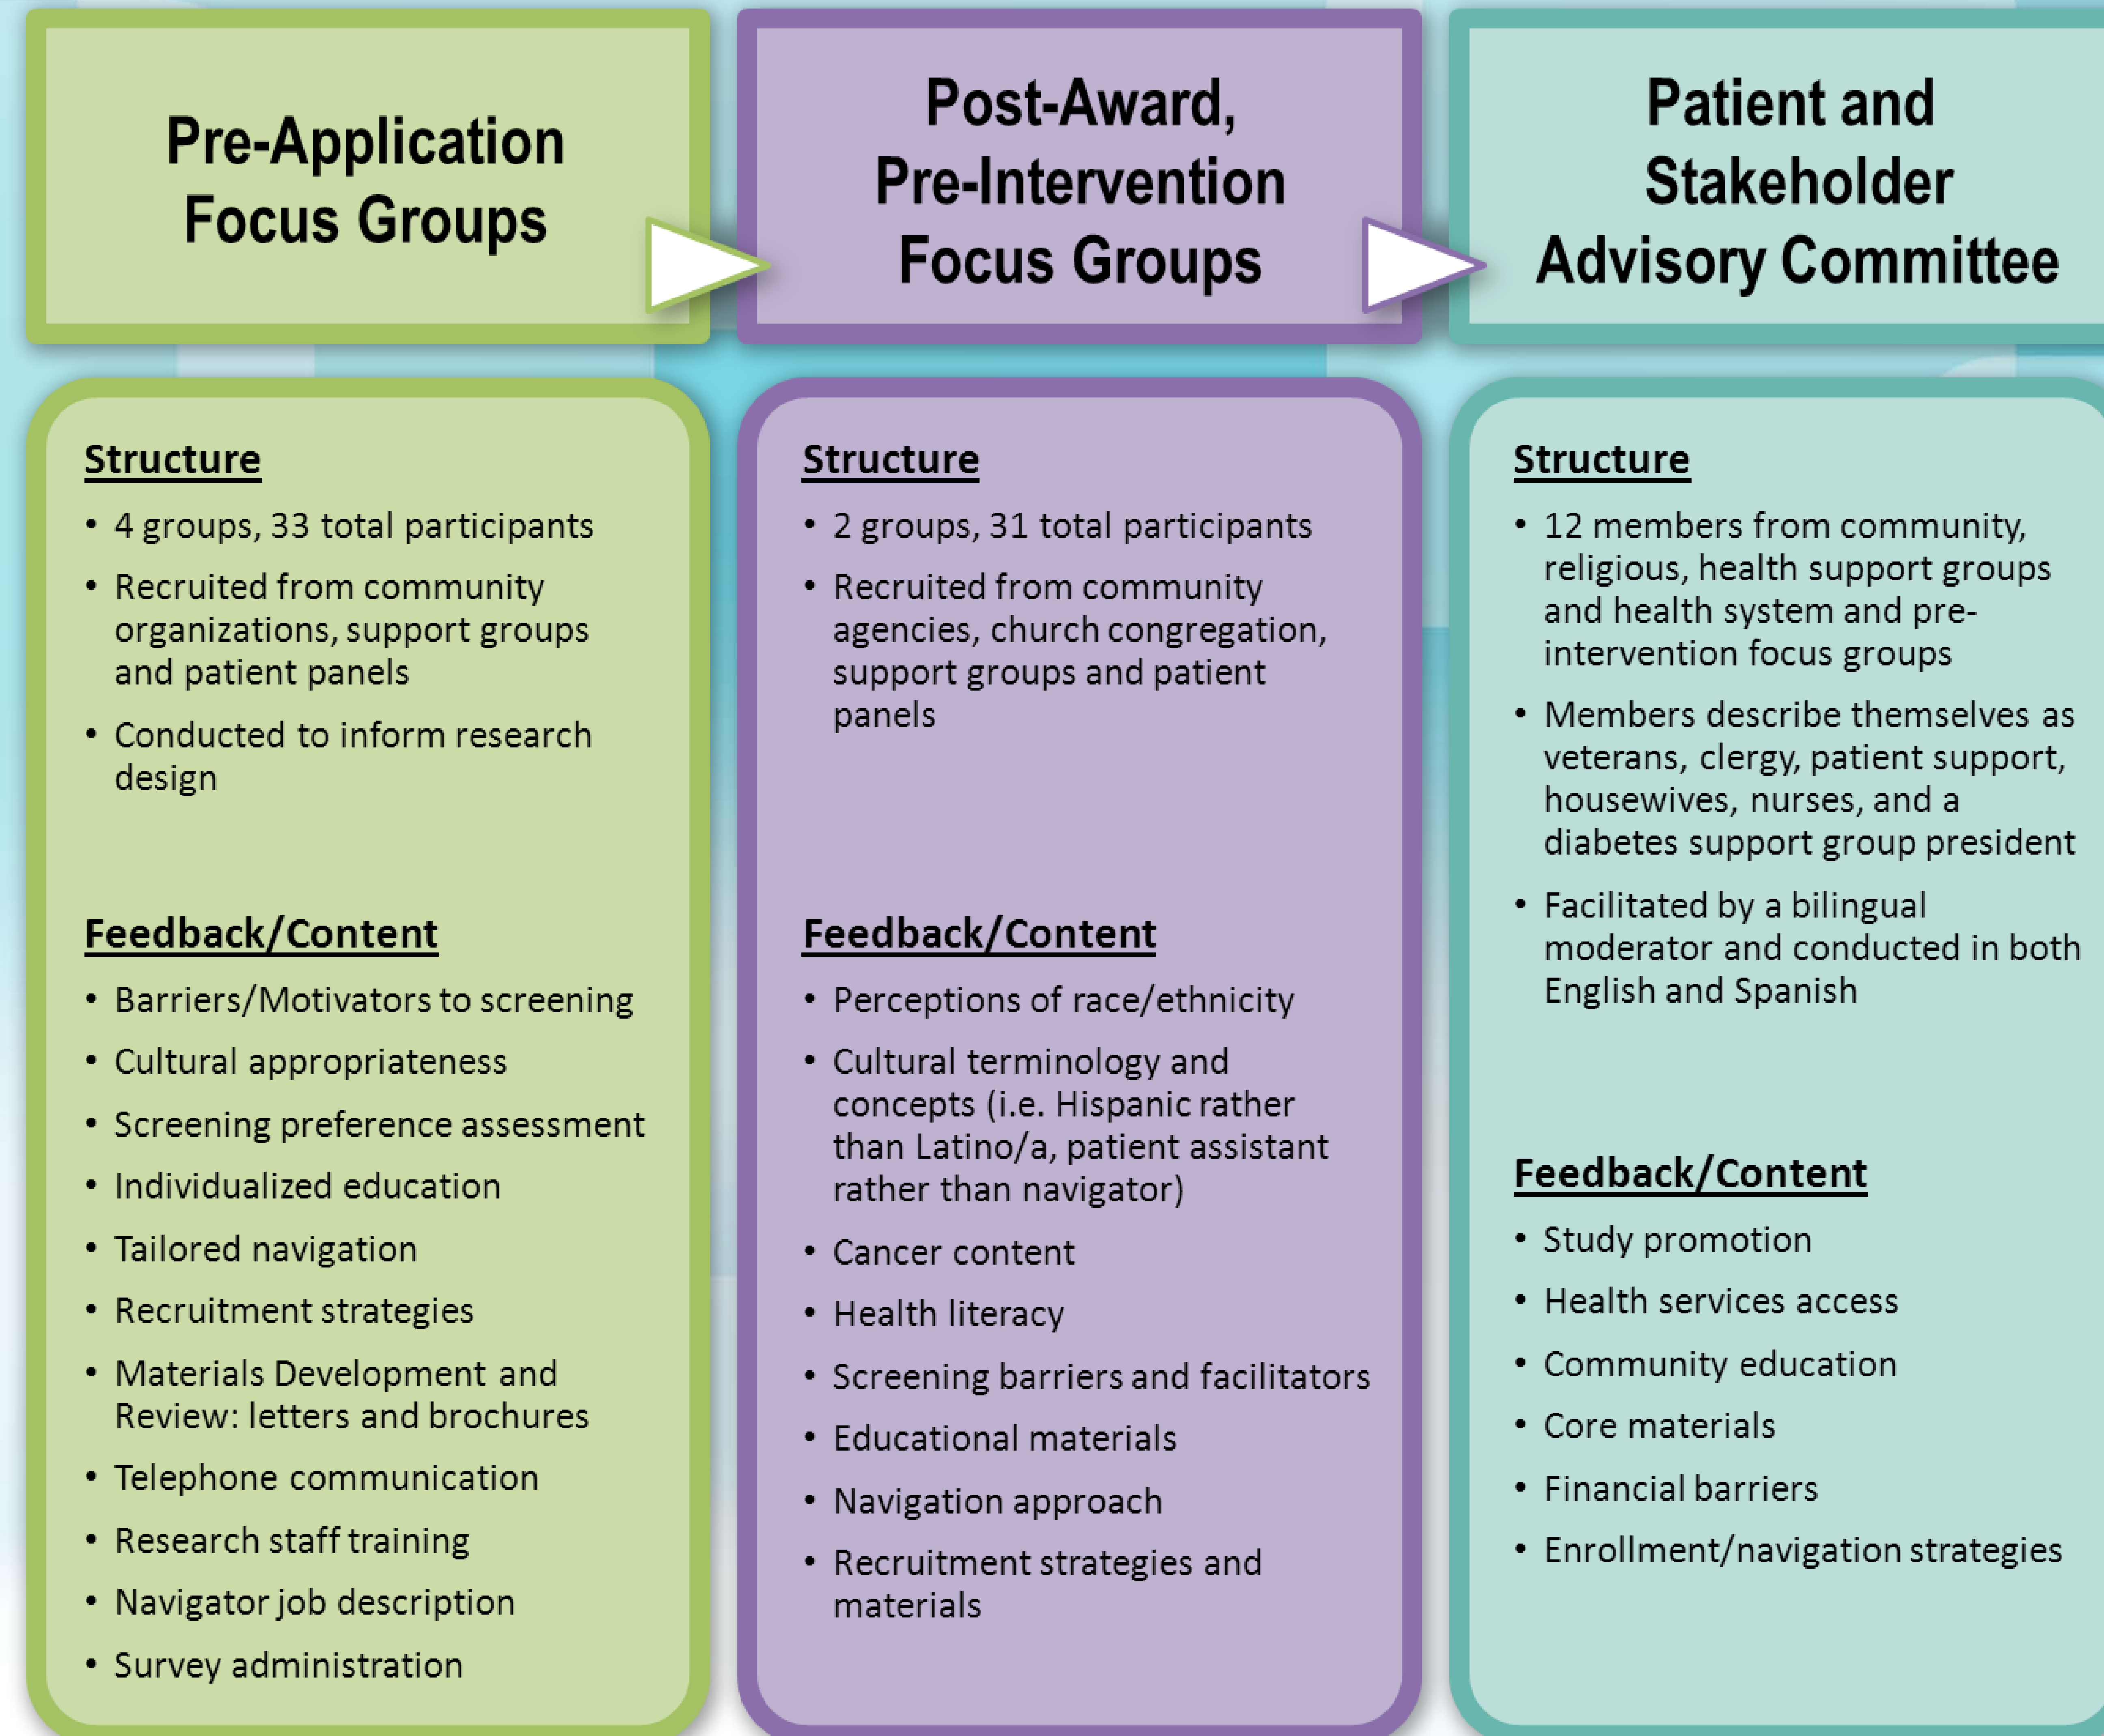 Pre-Application
Focus Groups
Post-Award,
Pre-Intervention
Focus Groups
Patient and
Stakeholder
Advisory Committee
Structure
• 4 groups, 33 total participants
• Recruited from community
organizations, support groups
and patient panels
• Conducted to inform research
design
Feedback/Content
• Barriers/Motivators to screening
• Cultural appropriateness
• Screening preference assessment
• Individualized education
• Tailored navigation
• Recruitment strategies
• Materials Development and
Review: letters and brochures
• Telephone communication
• Research staff training
• Navigator job description
• Survey administration
Structure
• 2 groups, 31 total participants
• Recruited from community
agencies, church congregation,
support groups and patient
panels
Feedback/Content
• Perceptions of race/ethnicity
• Cultural terminology and
concepts (i.e. Hispanic rather
than Latino/a, patient assistant
rather than navigator)
• Cancer content
• Health literacy
• Screening barriers and facilitators
• Educational materials
• Navigation approach
• Recruitment strategies and
materials
Structure
• 12 members from community,
religious, health support groups
and health system and pre-
intervention focus groups
• Members describe themselves as
veterans, clergy, patient support,
housewives, nurses, and a
diabetes support group president
• Facilitated by a bilingual
moderator and conducted in both
English and Spanish
Feedback/Content
• Study promotion
• Health services access
• Community education
• Core materials
• Financial barriers
• Enrollment/navigation strategies